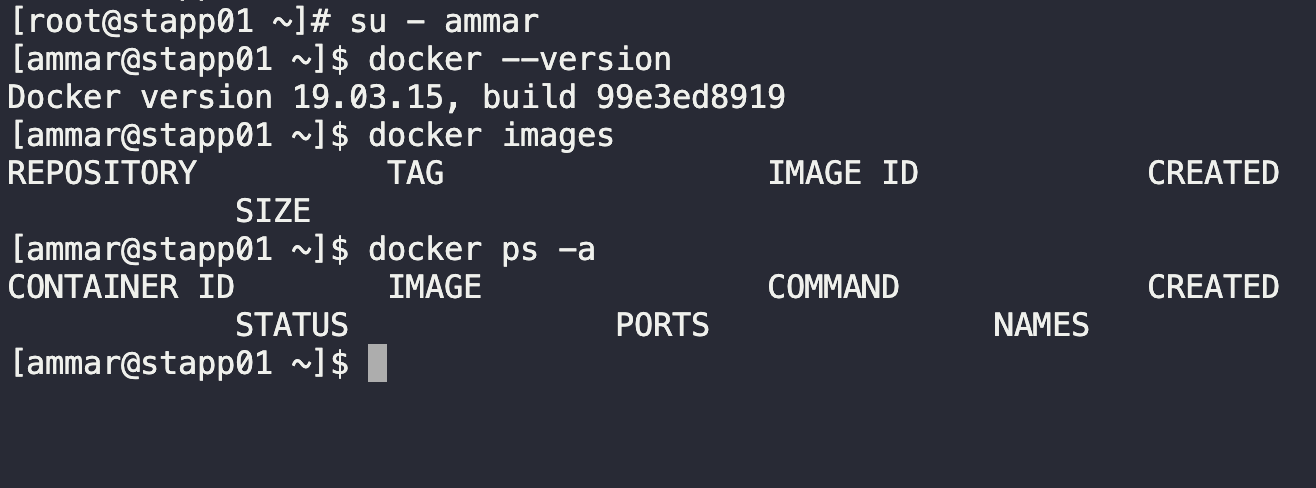 [root@stapp01 ~]# su - ammar
[ammar@stapp01 ~]$ docker --version
Docker version 19.03.15, build 99e3ed8919
[ammar@stapp01 ~]$ docker images
REPOSITORY          TAG                 IMAGE ID            CREATED
            SIZE
[ammar@stapp01 ~]$ docker ps -a
CONTAINER ID        IMAGE               COMMAND             CREATED
            STATUS              PORTS               NAMES
[ammar@stapp01 ~]$